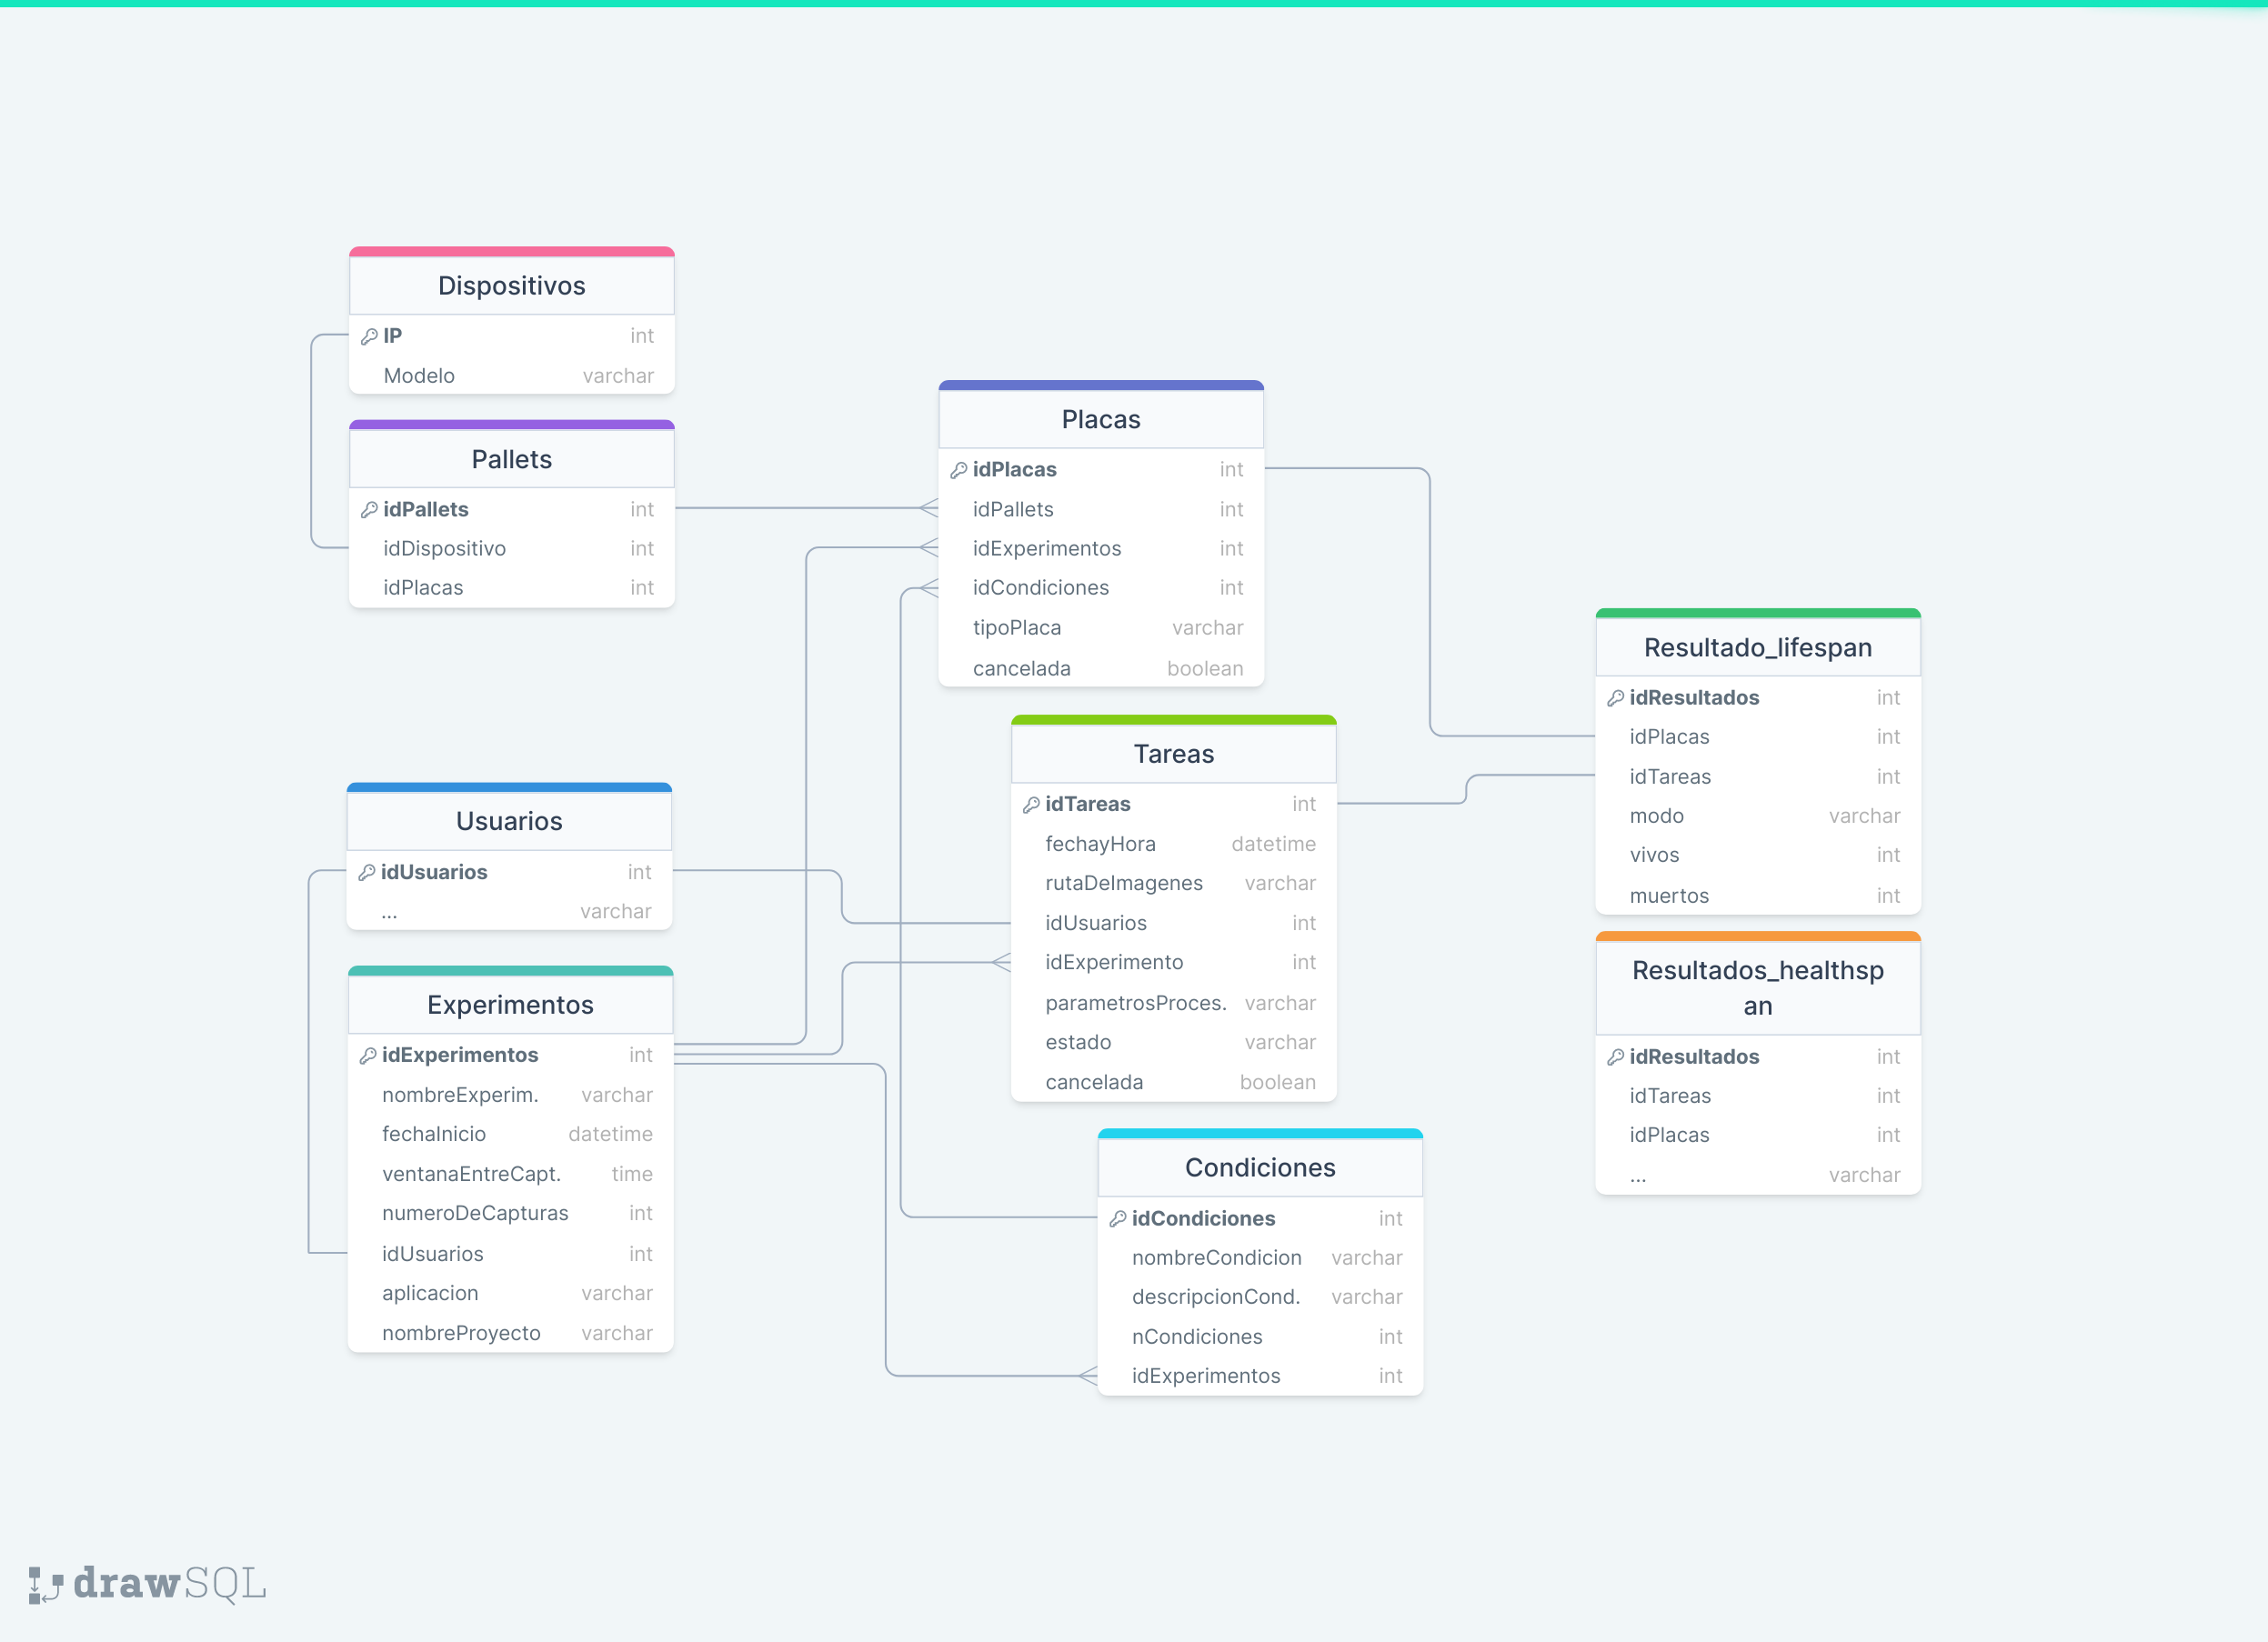 Dispositivos
IP int
Modelo varchar
Pallets
idPallets int
idDispositivo int
idPlacas int
Placas
idPlacas int
idPallets int
idExperimentos int
idCondiciones int
tipoPlaca varchar
cancelada boolean
Usuarios
idUsuarios int
... varchar
Experimentos
idExperimentos int
nombreExperim. varchar
fechaInicio datetime
ventanaEntreCapt. time
numeroDeCapturas int
idUsuarios int
aplicacion varchar
nombreProyecto varchar
Tareas
idTareas int
fechayHora datetime
rutaDeImagenes varchar
idUsuarios int
idExperimento int
parametrosProces. varchar
estado varchar
cancelada boolean
Condiciones
idCondiciones int
nombreCondicion varchar
descripcionCond. varchar
nCondiciones int
idExperimentos int
Resultado_lifespan
idResultados int
idPlacas int
idTareas int
modo varchar
vivos int
muertos int
Resultados_healthsp
an
idResultados int
idTareas int
idPlacas int
... varchar
drawSQL